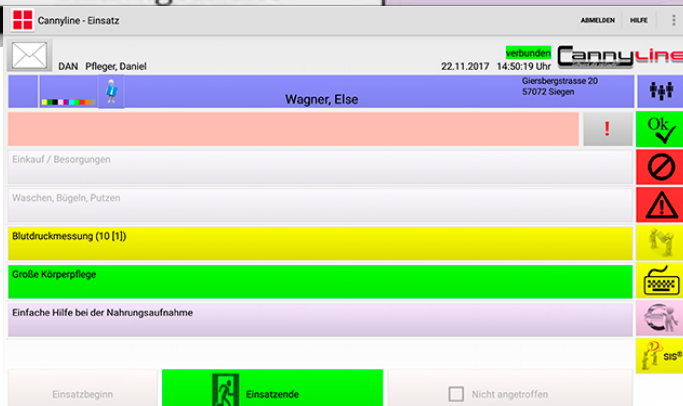 Cannyline - Einsatz ABMELDEN HILFE
DAN Pfleger, Daniel verbunden
22.11.2017 14:50:19 Uhr CannyLine
Wagner, Else Giersbergstrasse 20
57072 Siegen
! Ok
Einkauf / Besorgungen
Waschen, Bügeln, Putzen
Blutdruckmessung (10 [1])
Große Körperpflege
Einfache Hilfe bei der Nahrungsaufnahme
SIS®
Einsatzbeginn Einsatzende Nicht angetroffen